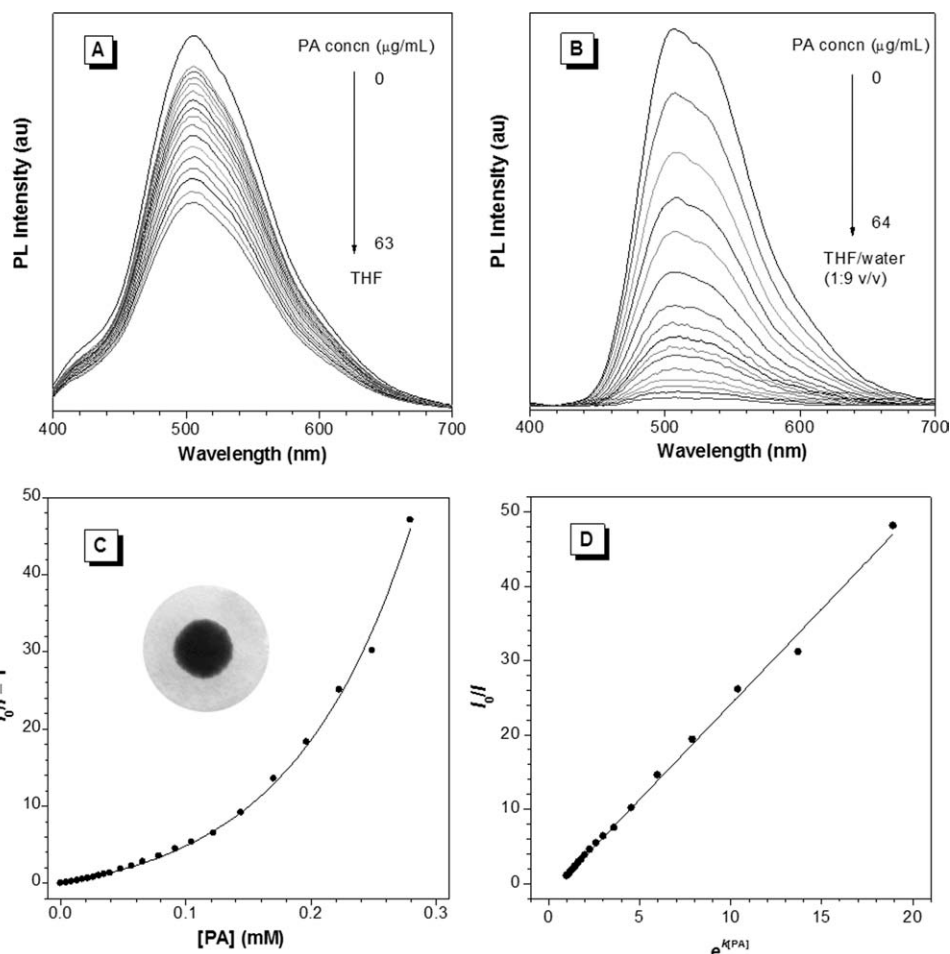 A
PA concn (μg/mL)
0
63
THF
PL Intensity (au)
400 500 600 700
Wavelength (nm)
B
PA concn (μg/mL)
0
64
THF/water
(1:9 v/v)
PL Intensity (au)
400 500 600 700
Wavelength (nm)
C
50
40
30
20
10
0
0.0 0.1 0.2 0.3
[PA] (mM)
D
50
40
30
20
10
0
I0/I
0 5 10 15 20
e^k[PA]